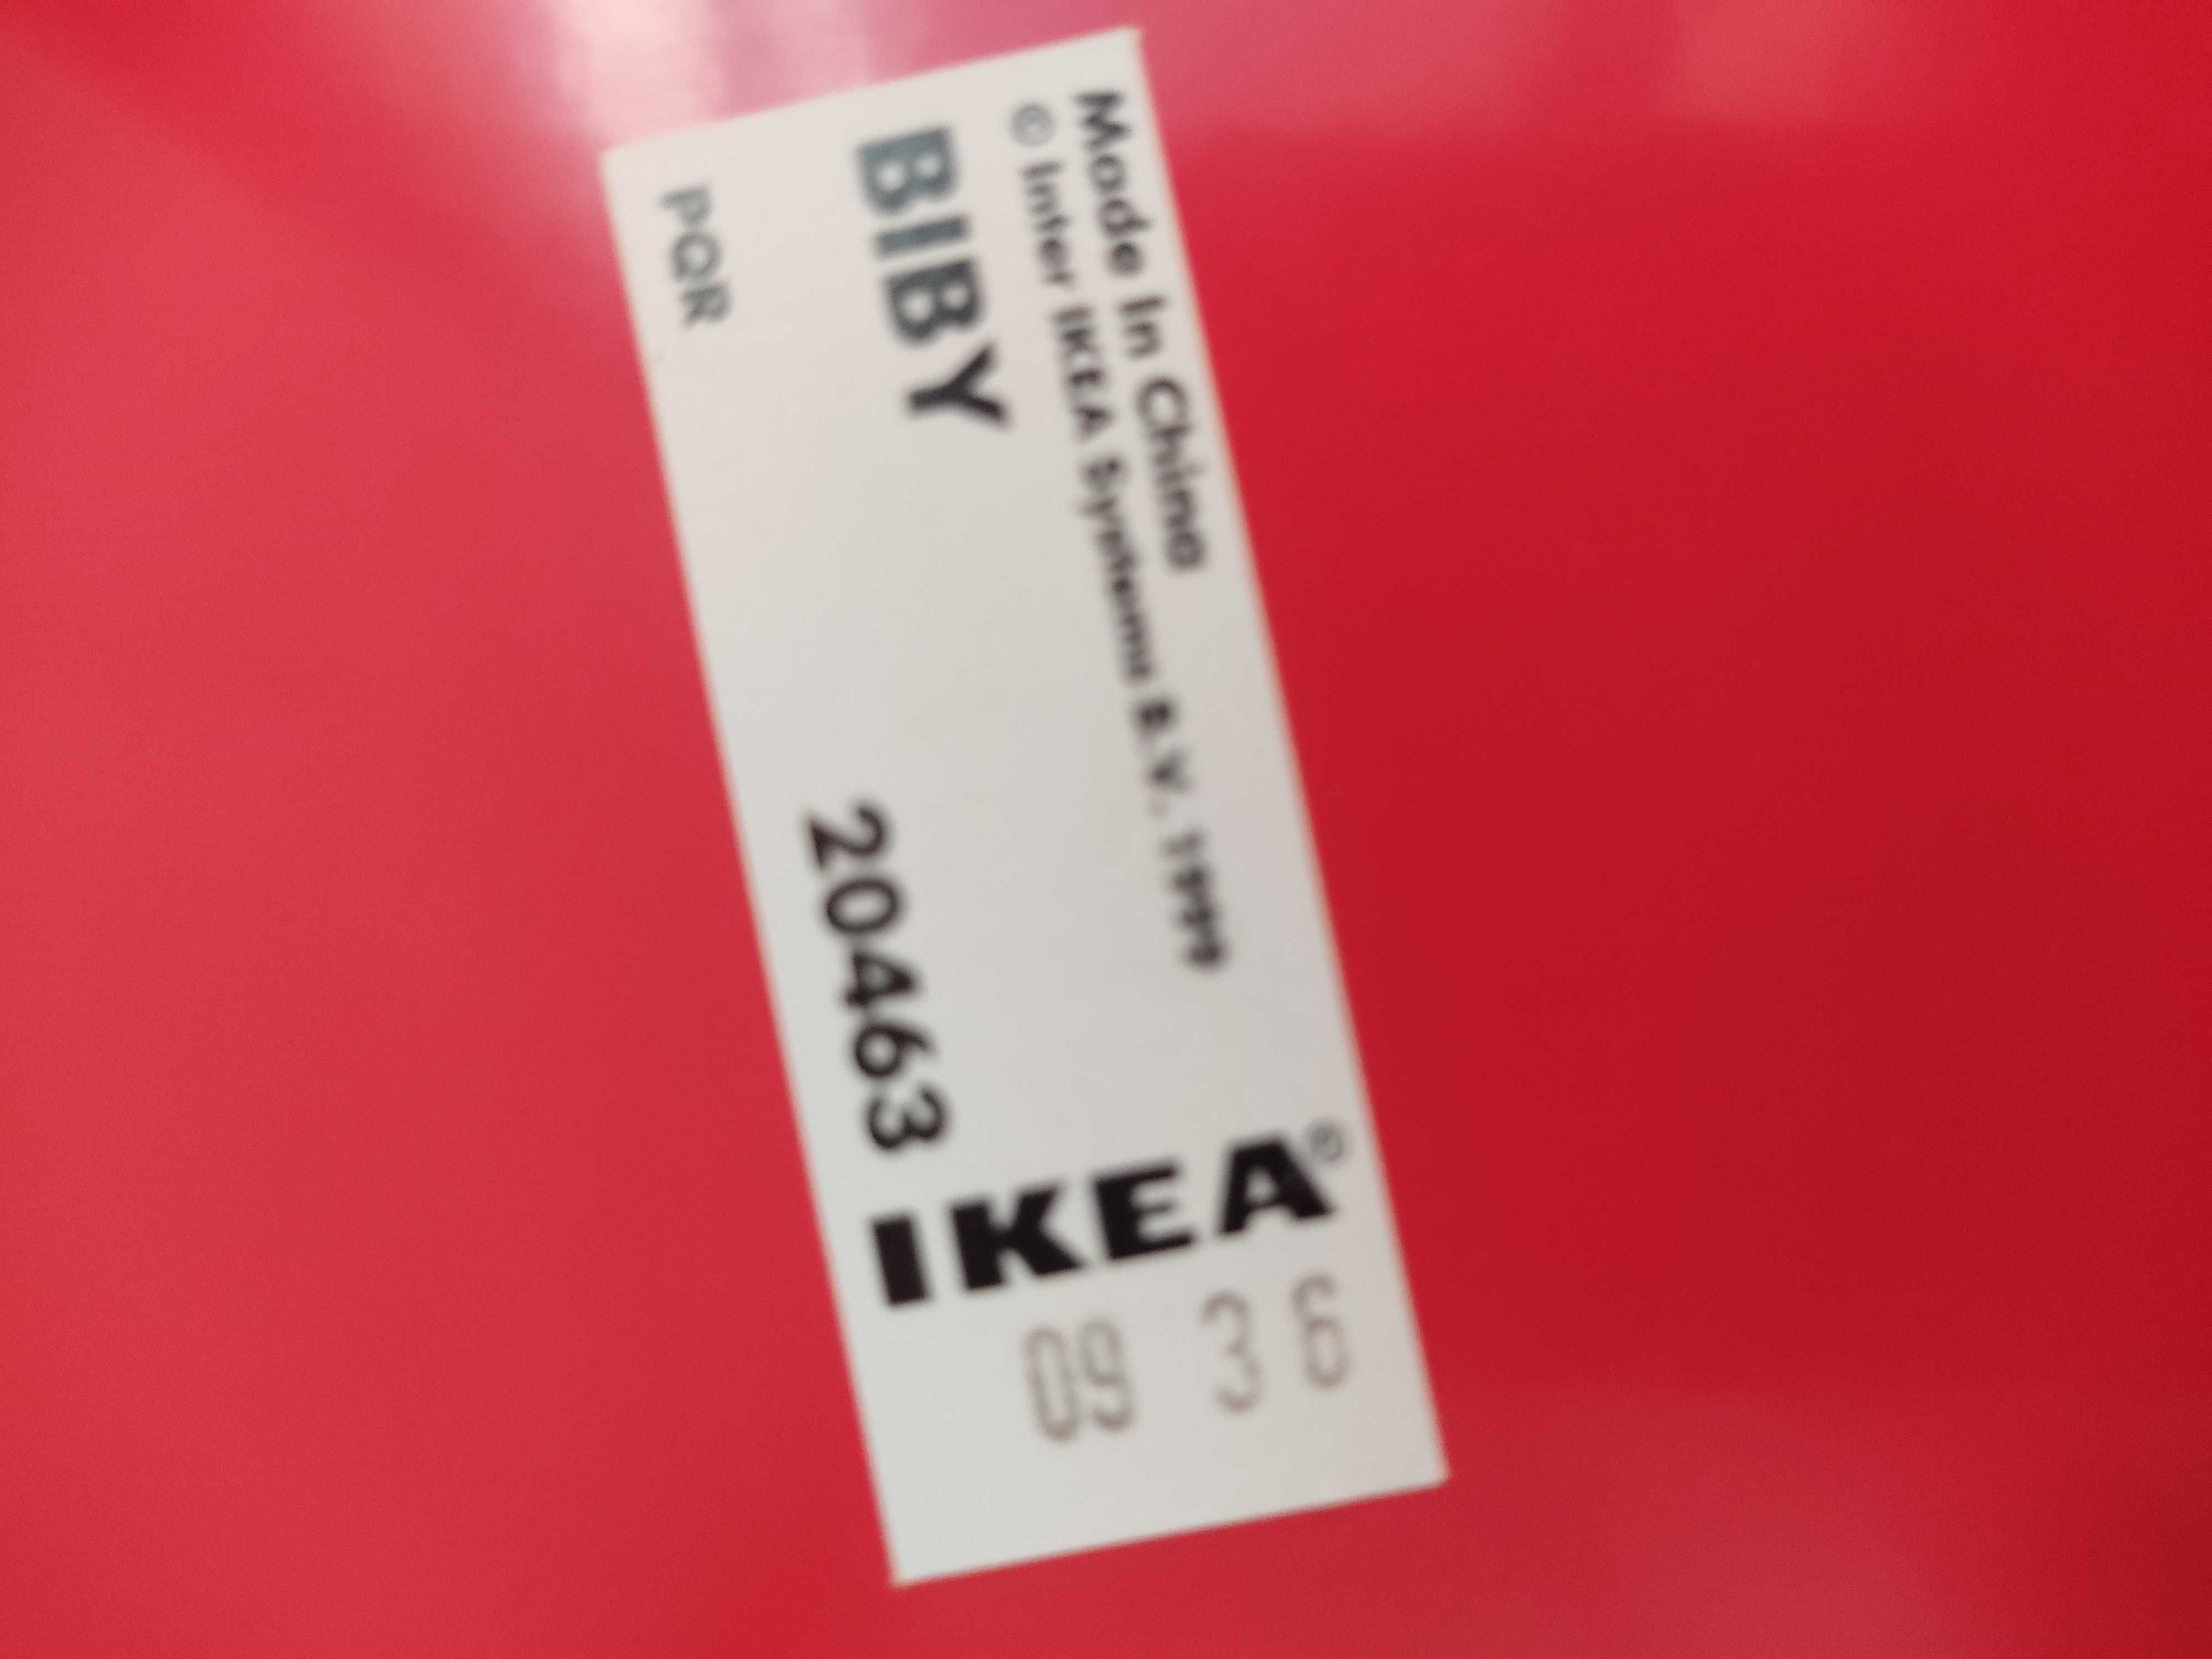 Made In China
© Inter IKEA Systems B.V. 1999
BIBY
20463
PQR
IKEA®
09 36